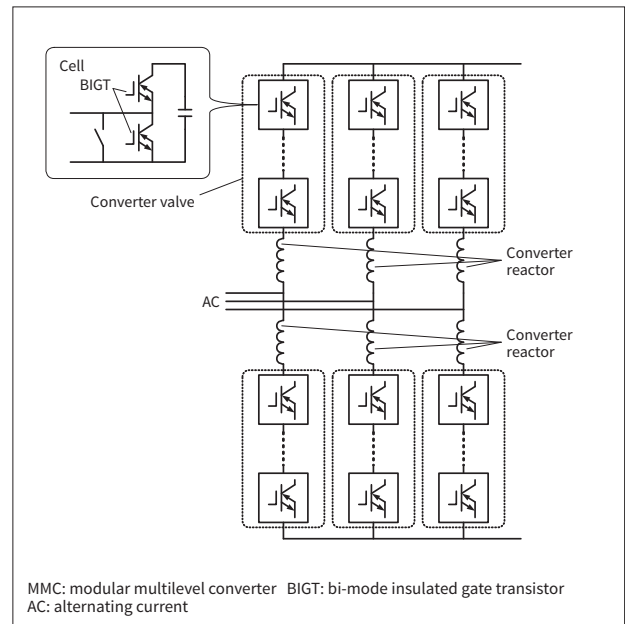 Cell
BIGT
Converter valve
Converter
reactor
AC
Converter
reactor
MMC: modular multilevel converter BIGT: bi-mode insulated gate transistor
AC: alternating current